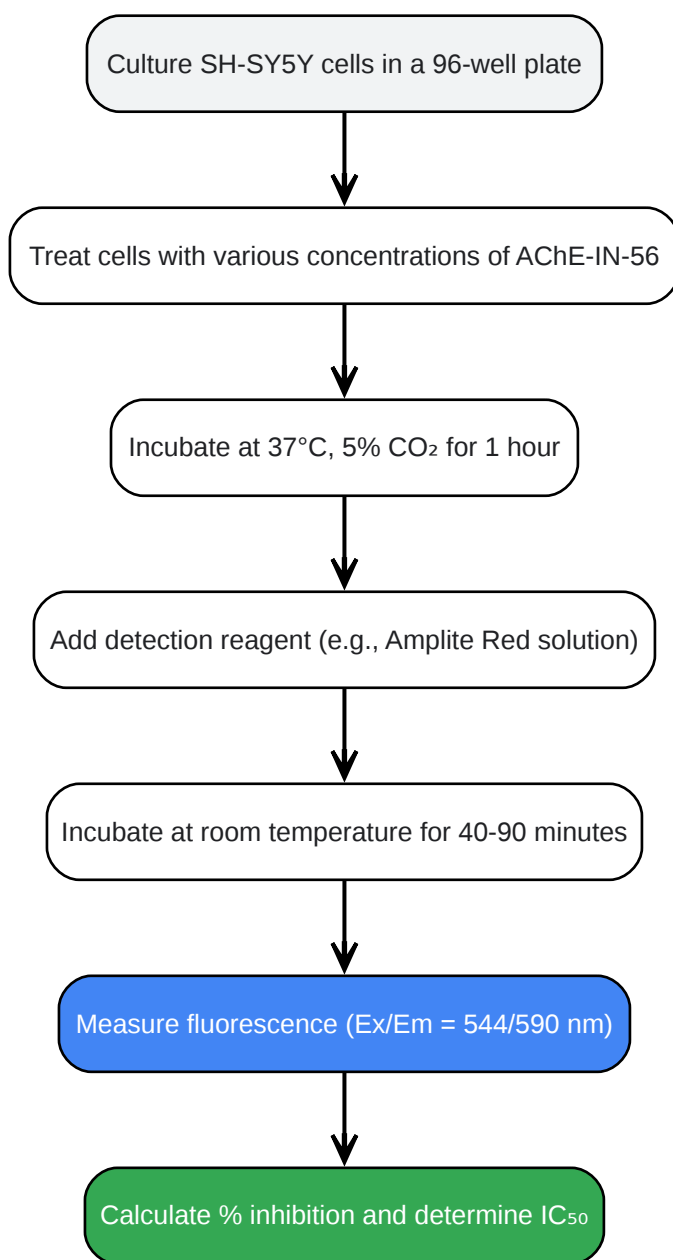 Culture SH-SY5Y cells in a 96-well plate
Treat cells with various concentrations of AChE-IN-56
Incubate at 37°C, 5% CO₂ for 1 hour
Add detection reagent (e.g., Amplite Red solution)
Incubate at room temperature for 40-90 minutes
Measure fluorescence (Ex/Em = 544/590 nm)
Calculate % inhibition and determine IC₅₀